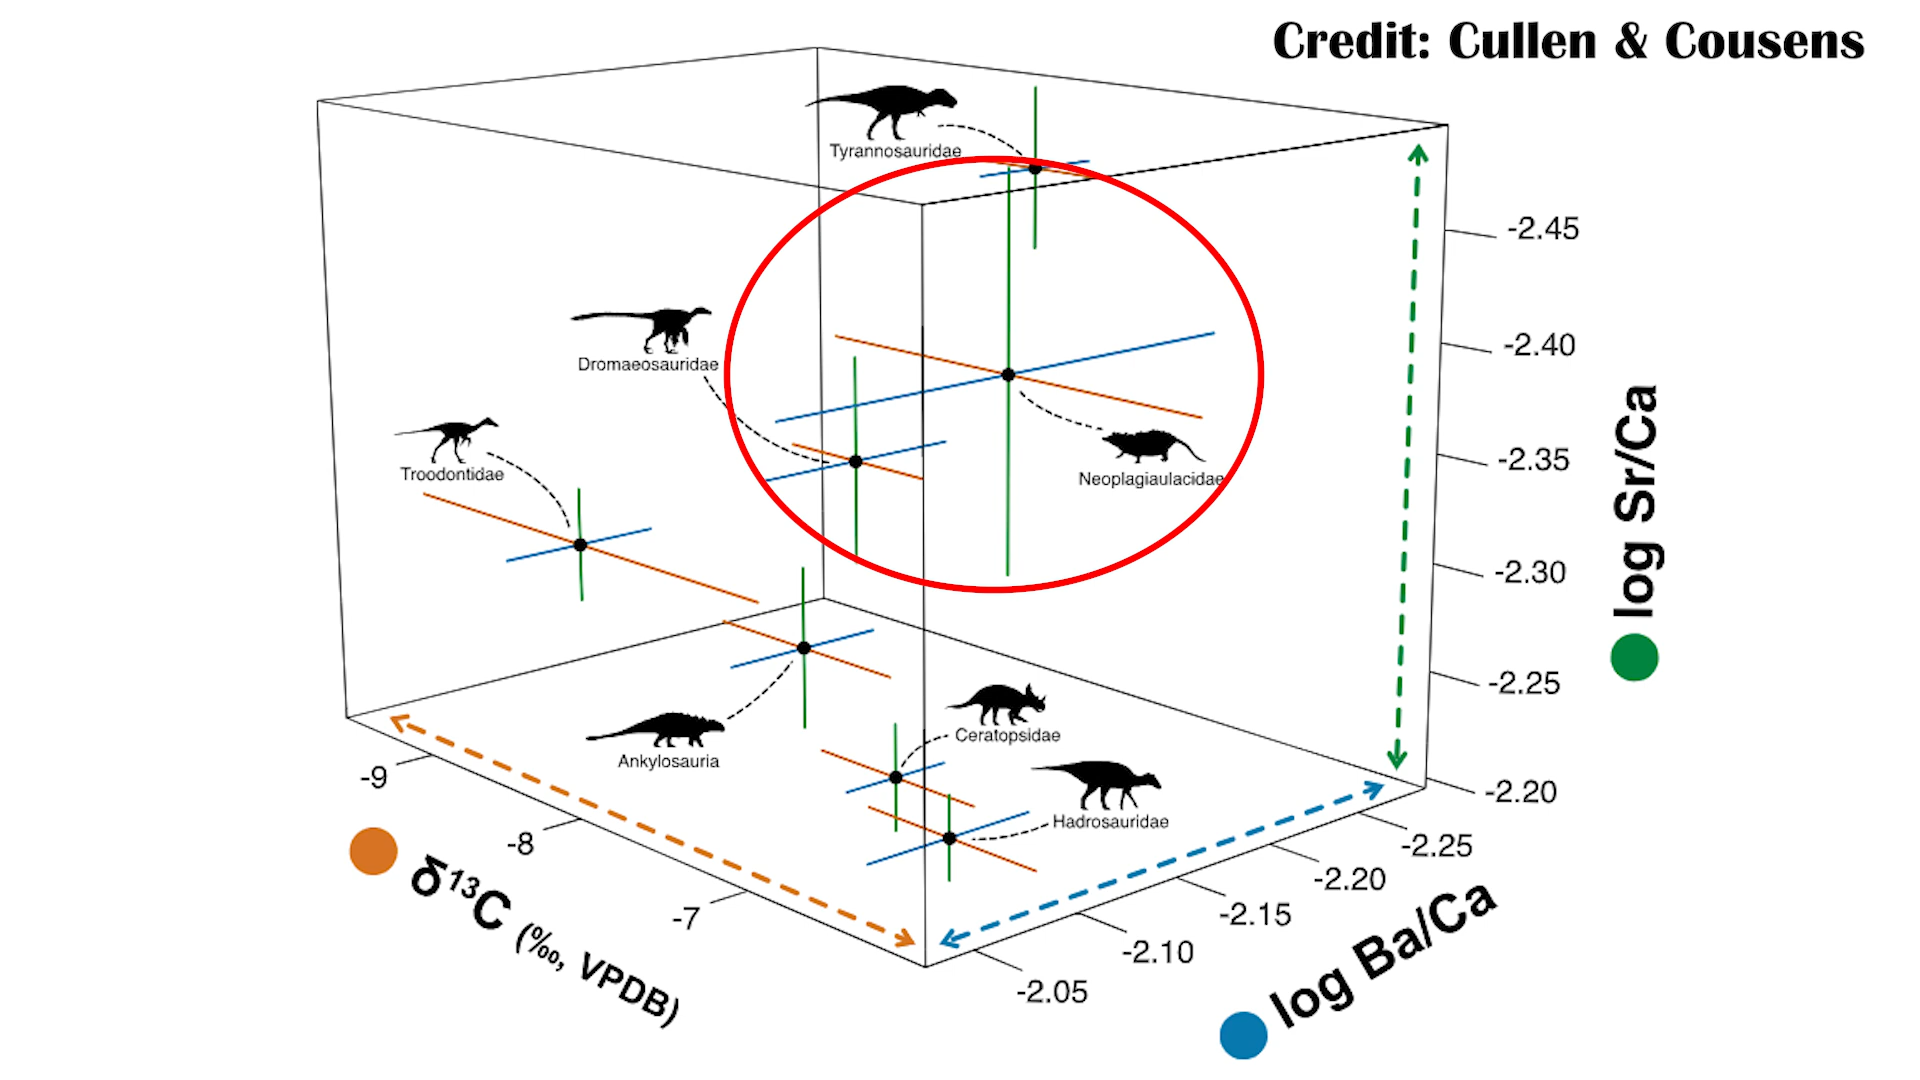 Credit: Cullen & Cousens
Tyrannosauridae
Dromaeosauridae
Troodontidae
Neoplagiaulacidae
Ankylosauria
Ceratopsidae
Hadrosauridae
-2.45
-2.40
-2.35
-2.30
-2.25
-2.20
log Sr/Ca
-9
-8
-7
δ¹³C (‰, VPDB)
-2.25
-2.20
-2.15
-2.10
-2.05
log Ba/Ca